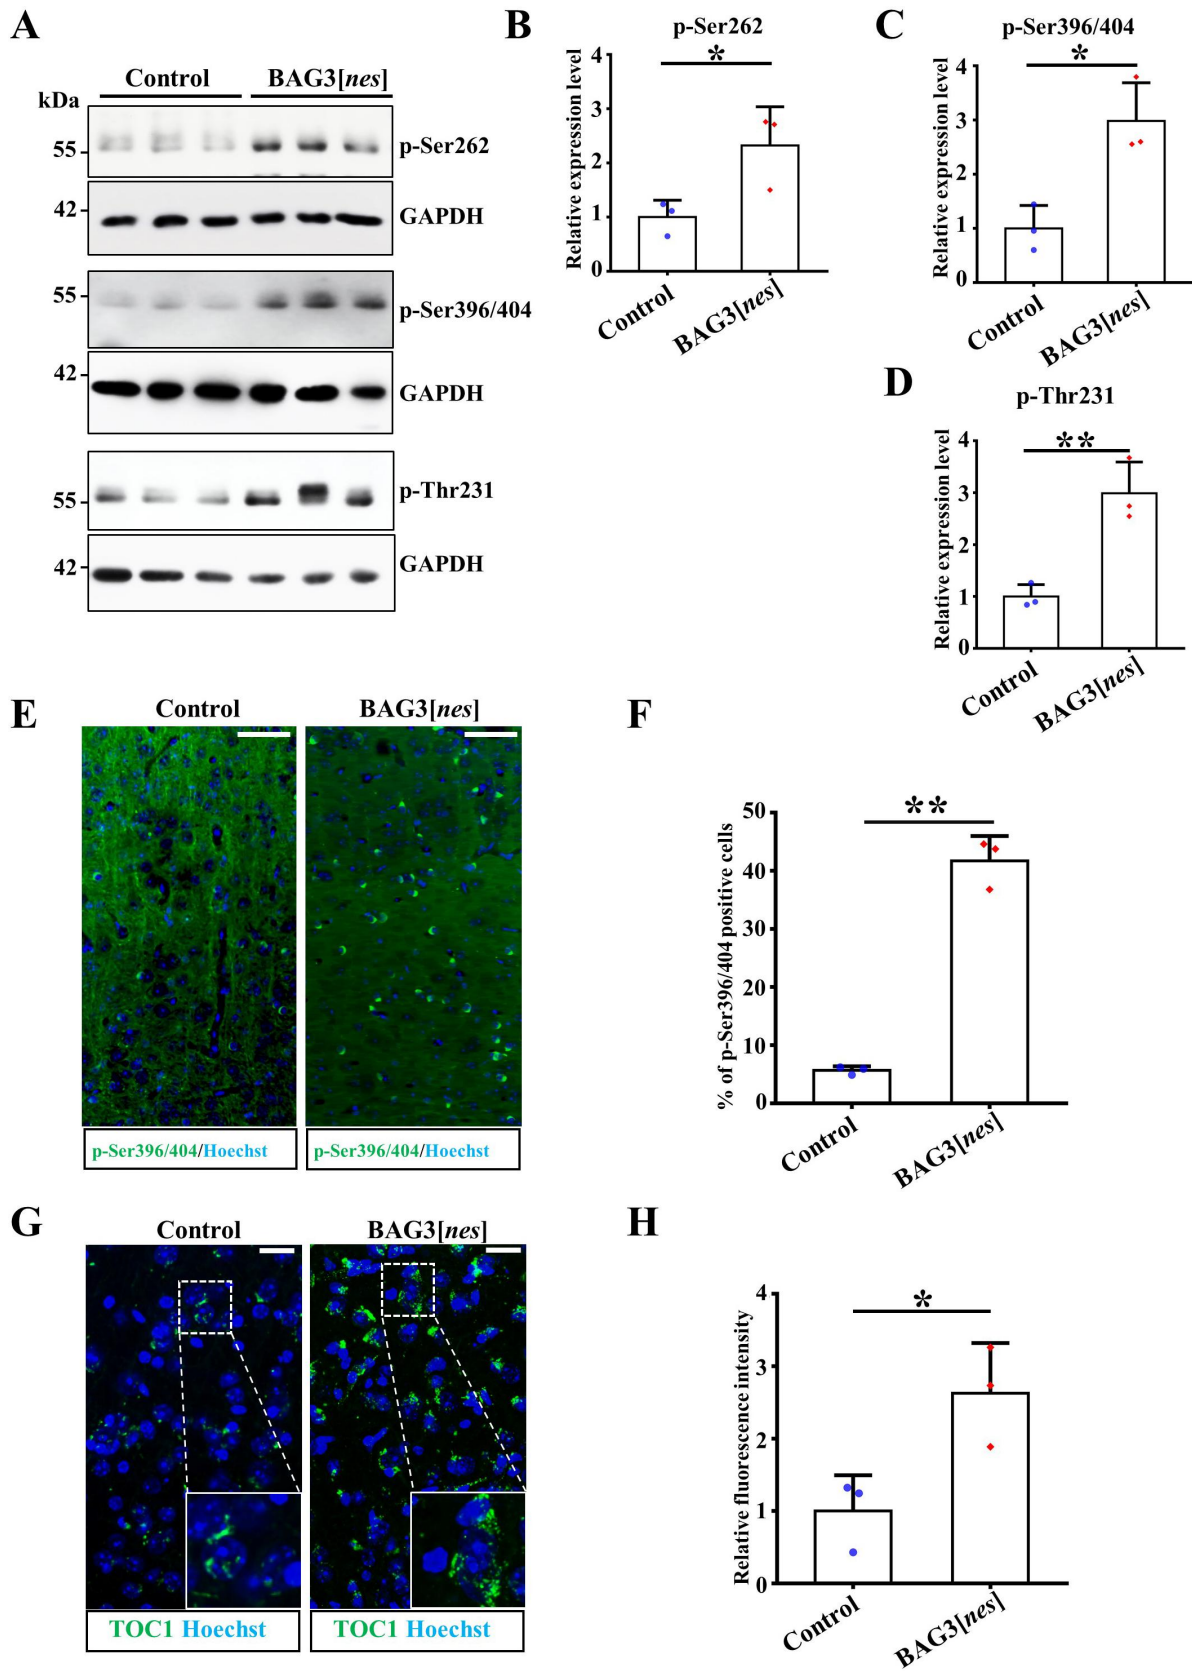 A
Control BAG3[nes]
kDa
55 p-Ser262
42 GAPDH
55 p-Ser396/404
42 GAPDH
55 p-Thr231
42 GAPDH
B
p-Ser262
*
Relative expression level
4
3
2
1
0
Control
BAG3[nes]
C
p-Ser396/404
*
Relative expression level
4
3
2
1
0
Control
BAG3[nes]
D
p-Thr231
**
Relative expression level
4
3
2
1
0
Control
BAG3[nes]
E
Control BAG3[nes]
p-Ser396/404/Hoechst p-Ser396/404/Hoechst
F
**
% of p-Ser396/404 positive cells
50
40
30
20
10
0
Control
BAG3[nes]
G
Control BAG3[nes]
TOC1 Hoechst TOC1 Hoechst
H
*
Relative fluorescence intensity
4
3
2
1
0
Control
BAG3[nes]